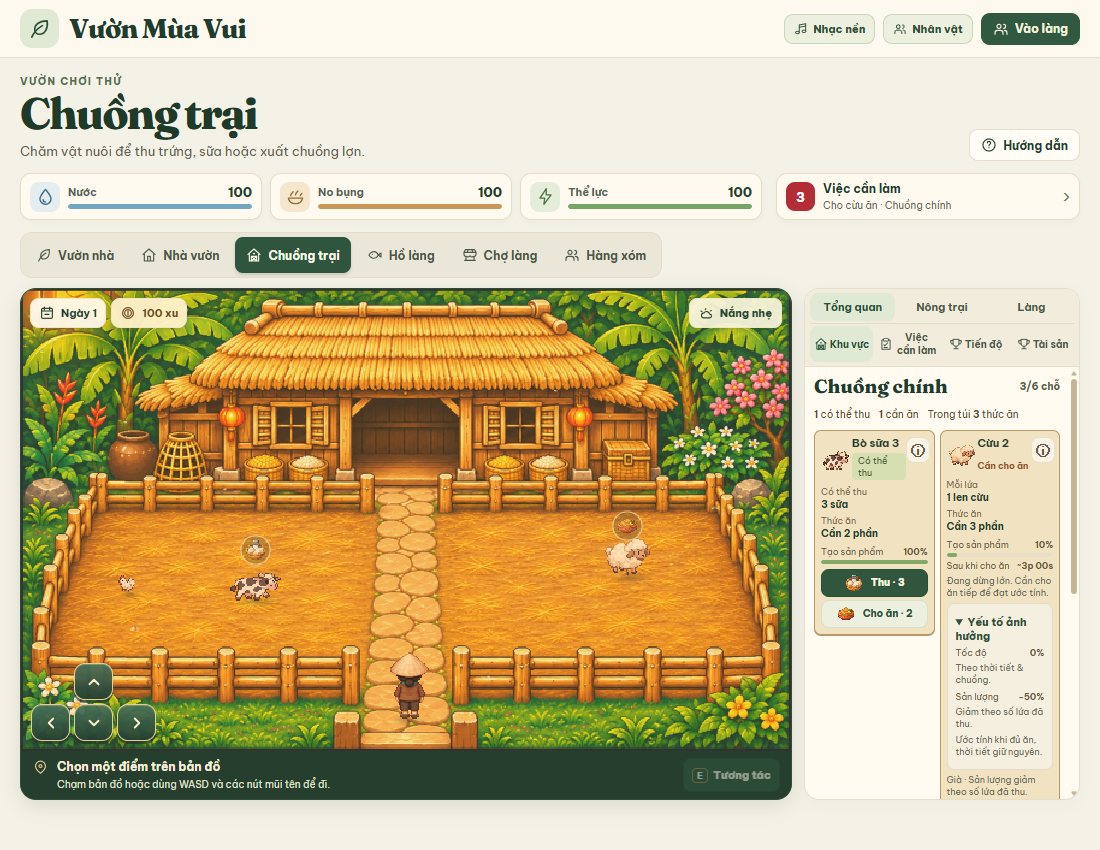 Vườn Mùa Vui
Nhạc nền
Nhân vật
Vào làng
VƯỜN CHƠI THỬ
Chuồng trại
Chăm vật nuôi để thu trứng, sữa hoặc xuất chuồng lợn.
Hướng dẫn
Nước 100
No bụng 100
Thể lực 100
3
Việc cần làm
Cho cừu ăn · Chuồng chính
Vườn nhà
Nhà vườn
Chuồng trại
Hồ làng
Chợ làng
Hàng xóm
Ngày 1
100 xu
Nắng nhẹ
Chọn một điểm trên bản đồ
Chạm bản đồ hoặc dùng WASD và các nút mũi tên để đi.
E Tương tác
Tổng quan
Nông trại
Làng
Khu vực
Việc
cần làm
Tiến độ
Tài sản
Chuồng chính 3/6 chỗ
1 có thể thu 1 cần ăn Trong túi 3 thức ăn
Bò sữa 3
Có thể
thu
Có thể thu
3 sữa
Thức ăn
Cần 2 phần
Tạo sản phẩm 100%
Thu · 3
Cho ăn · 2
Cừu 2
Cần cho ăn
Mỗi lứa
1 len cừu
Thức ăn
Cần 3 phần
Tạo sản phẩm 10%
Sau khi cho ăn ~3p 00s
Đang dừng lớn. Cần cho
ăn tiếp để đạt ước tính.
▼ Yếu tố ảnh
hưởng
Tốc độ 0%
Theo thời tiết &
chuồng.
Sản lượng -50%
Giảm theo số lứa đã
thu.
Ước tính khi đủ ăn,
thời tiết giữ nguyên.
Già · Sản lượng giảm
theo số lứa đã thu.